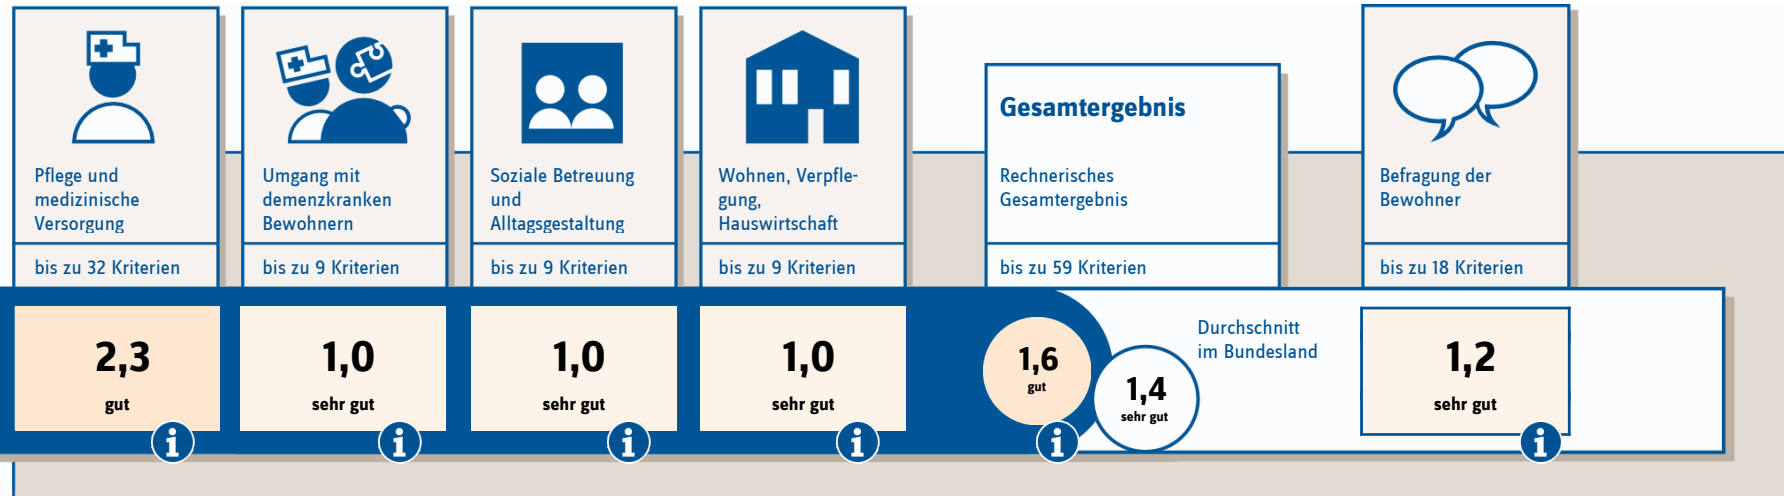 Pflege und
medizinische
Versorgung
bis zu 32 Kriterien
2,3
gut
Umgang mit
demenzkranken
Bewohnern
bis zu 9 Kriterien
1,0
sehr gut
Soziale Betreuung
und
Alltagsgestaltung
bis zu 9 Kriterien
1,0
sehr gut
Wohnen, Verpfle-
gung,
Hauswirtschaft
bis zu 9 Kriterien
1,0
sehr gut
Gesamtergebnis
Rechnerisches
Gesamtergebnis
bis zu 59 Kriterien
1,6
gut
1,4
sehr gut
Durchschnitt
im Bundesland
Befragung der
Bewohner
bis zu 18 Kriterien
1,2
sehr gut
i
i
i
i
i
i